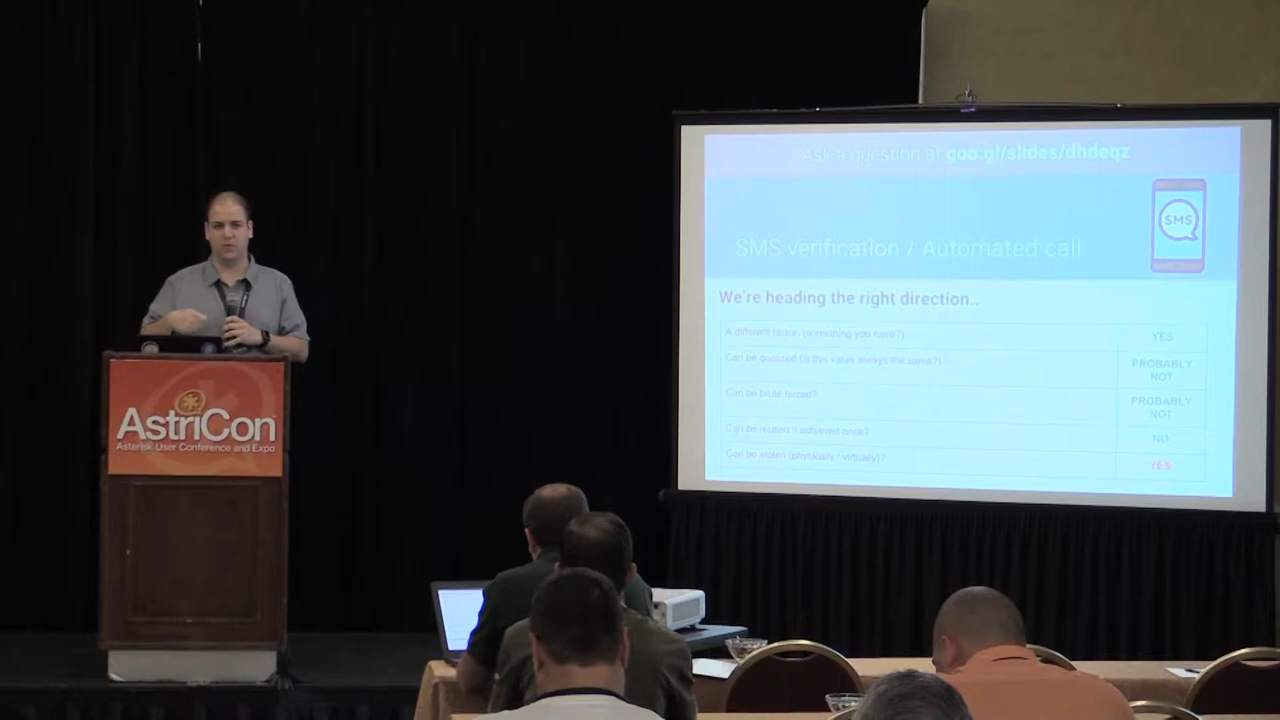 Ask a question at goo.gl/slides/dhdeqz
SMS
SMS verification / Automated call
We're heading the right direction..
A different factor: (something you have?)
YES
Can be guessed (is this value always the same?)
PROBABLY
NOT
Can be brute forced?
PROBABLY
NOT
Can be reused if achieved once?
NO
Can be stolen (physically / virtually)?
YES
AstriCon
Asterisk User Conference and Expo